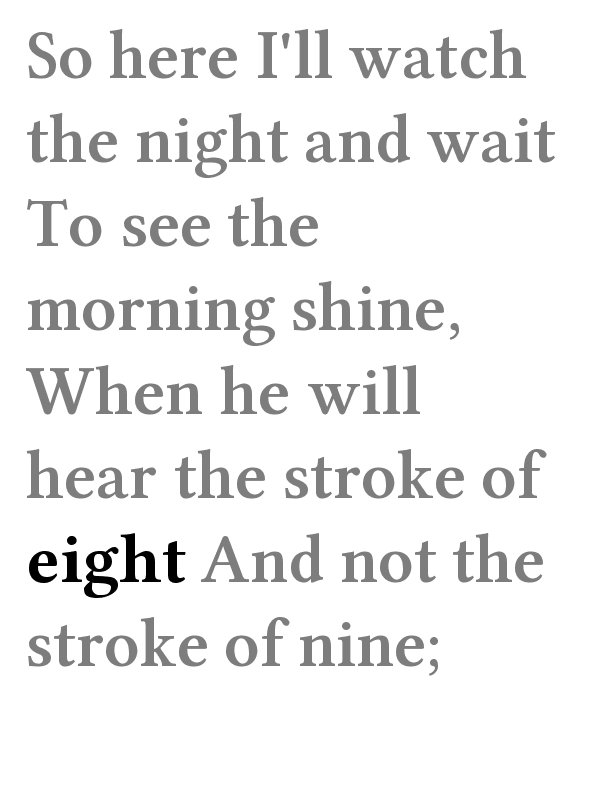 So here I'll watch
the night and wait
To see the
morning shine,
When he will
hear the stroke of
eight And not the
stroke of nine;